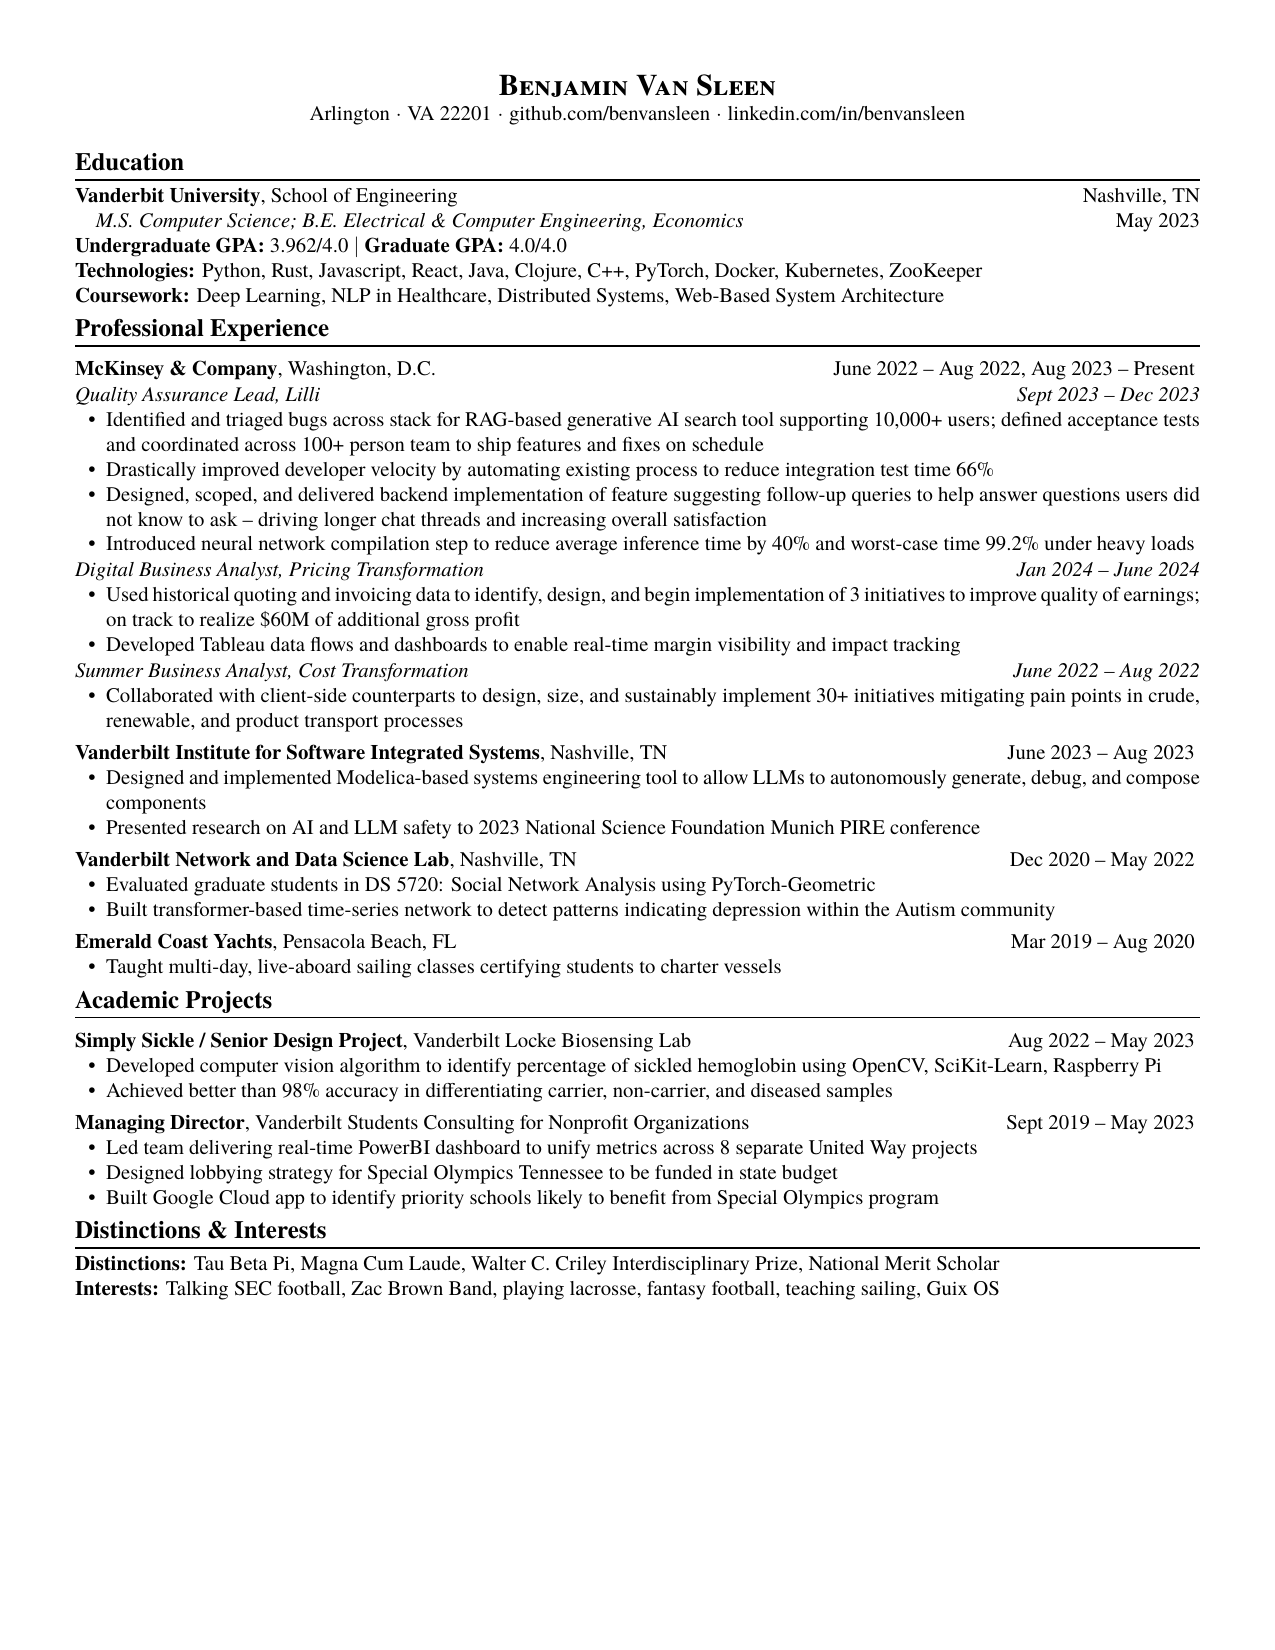 Benjamin Van Sleen
Arlington · VA 22201 · github.com/benvansleen · linkedin.com/in/benvansleen
Education
Vanderbit University, School of Engineering Nashville, TN
M.S. Computer Science; B.E. Electrical & Computer Engineering, Economics May 2023
Undergraduate GPA: 3.962/4.0 | Graduate GPA: 4.0/4.0
Technologies: Python, Rust, Javascript, React, Java, Clojure, C++, PyTorch, Docker, Kubernetes, ZooKeeper
Coursework: Deep Learning, NLP in Healthcare, Distributed Systems, Web-Based System Architecture
Professional Experience
McKinsey & Company, Washington, D.C. June 2022 – Aug 2022, Aug 2023 – Present
Quality Assurance Lead, Lilli Sept 2023 – Dec 2023
• Identified and triaged bugs across stack for RAG-based generative AI search tool supporting 10,000+ users; defined acceptance tests
and coordinated across 100+ person team to ship features and fixes on schedule
• Drastically improved developer velocity by automating existing process to reduce integration test time 66%
• Designed, scoped, and delivered backend implementation of feature suggesting follow-up queries to help answer questions users did
not know to ask – driving longer chat threads and increasing overall satisfaction
• Introduced neural network compilation step to reduce average inference time by 40% and worst-case time 99.2% under heavy loads
Digital Business Analyst, Pricing Transformation Jan 2024 – June 2024
• Used historical quoting and invoicing data to identify, design, and begin implementation of 3 initiatives to improve quality of earnings;
on track to realize $60M of additional gross profit
• Developed Tableau data flows and dashboards to enable real-time margin visibility and impact tracking
Summer Business Analyst, Cost Transformation June 2022 – Aug 2022
• Collaborated with client-side counterparts to design, size, and sustainably implement 30+ initiatives mitigating pain points in crude,
renewable, and product transport processes
Vanderbilt Institute for Software Integrated Systems, Nashville, TN June 2023 – Aug 2023
• Designed and implemented Modelica-based systems engineering tool to allow LLMs to autonomously generate, debug, and compose
components
• Presented research on AI and LLM safety to 2023 National Science Foundation Munich PIRE conference
Vanderbilt Network and Data Science Lab, Nashville, TN Dec 2020 – May 2022
• Evaluated graduate students in DS 5720: Social Network Analysis using PyTorch-Geometric
• Built transformer-based time-series network to detect patterns indicating depression within the Autism community
Emerald Coast Yachts, Pensacola Beach, FL Mar 2019 – Aug 2020
• Taught multi-day, live-aboard sailing classes certifying students to charter vessels
Academic Projects
Simply Sickle / Senior Design Project, Vanderbilt Locke Biosensing Lab Aug 2022 – May 2023
• Developed computer vision algorithm to identify percentage of sickled hemoglobin using OpenCV, SciKit-Learn, Raspberry Pi
• Achieved better than 98% accuracy in differentiating carrier, non-carrier, and diseased samples
Managing Director, Vanderbilt Students Consulting for Nonprofit Organizations Sept 2019 – May 2023
• Led team delivering real-time PowerBI dashboard to unify metrics across 8 separate United Way projects
• Designed lobbying strategy for Special Olympics Tennessee to be funded in state budget
• Built Google Cloud app to identify priority schools likely to benefit from Special Olympics program
Distinctions & Interests
Distinctions: Tau Beta Pi, Magna Cum Laude, Walter C. Criley Interdisciplinary Prize, National Merit Scholar
Interests: Talking SEC football, Zac Brown Band, playing lacrosse, fantasy football, teaching sailing, Guix OS